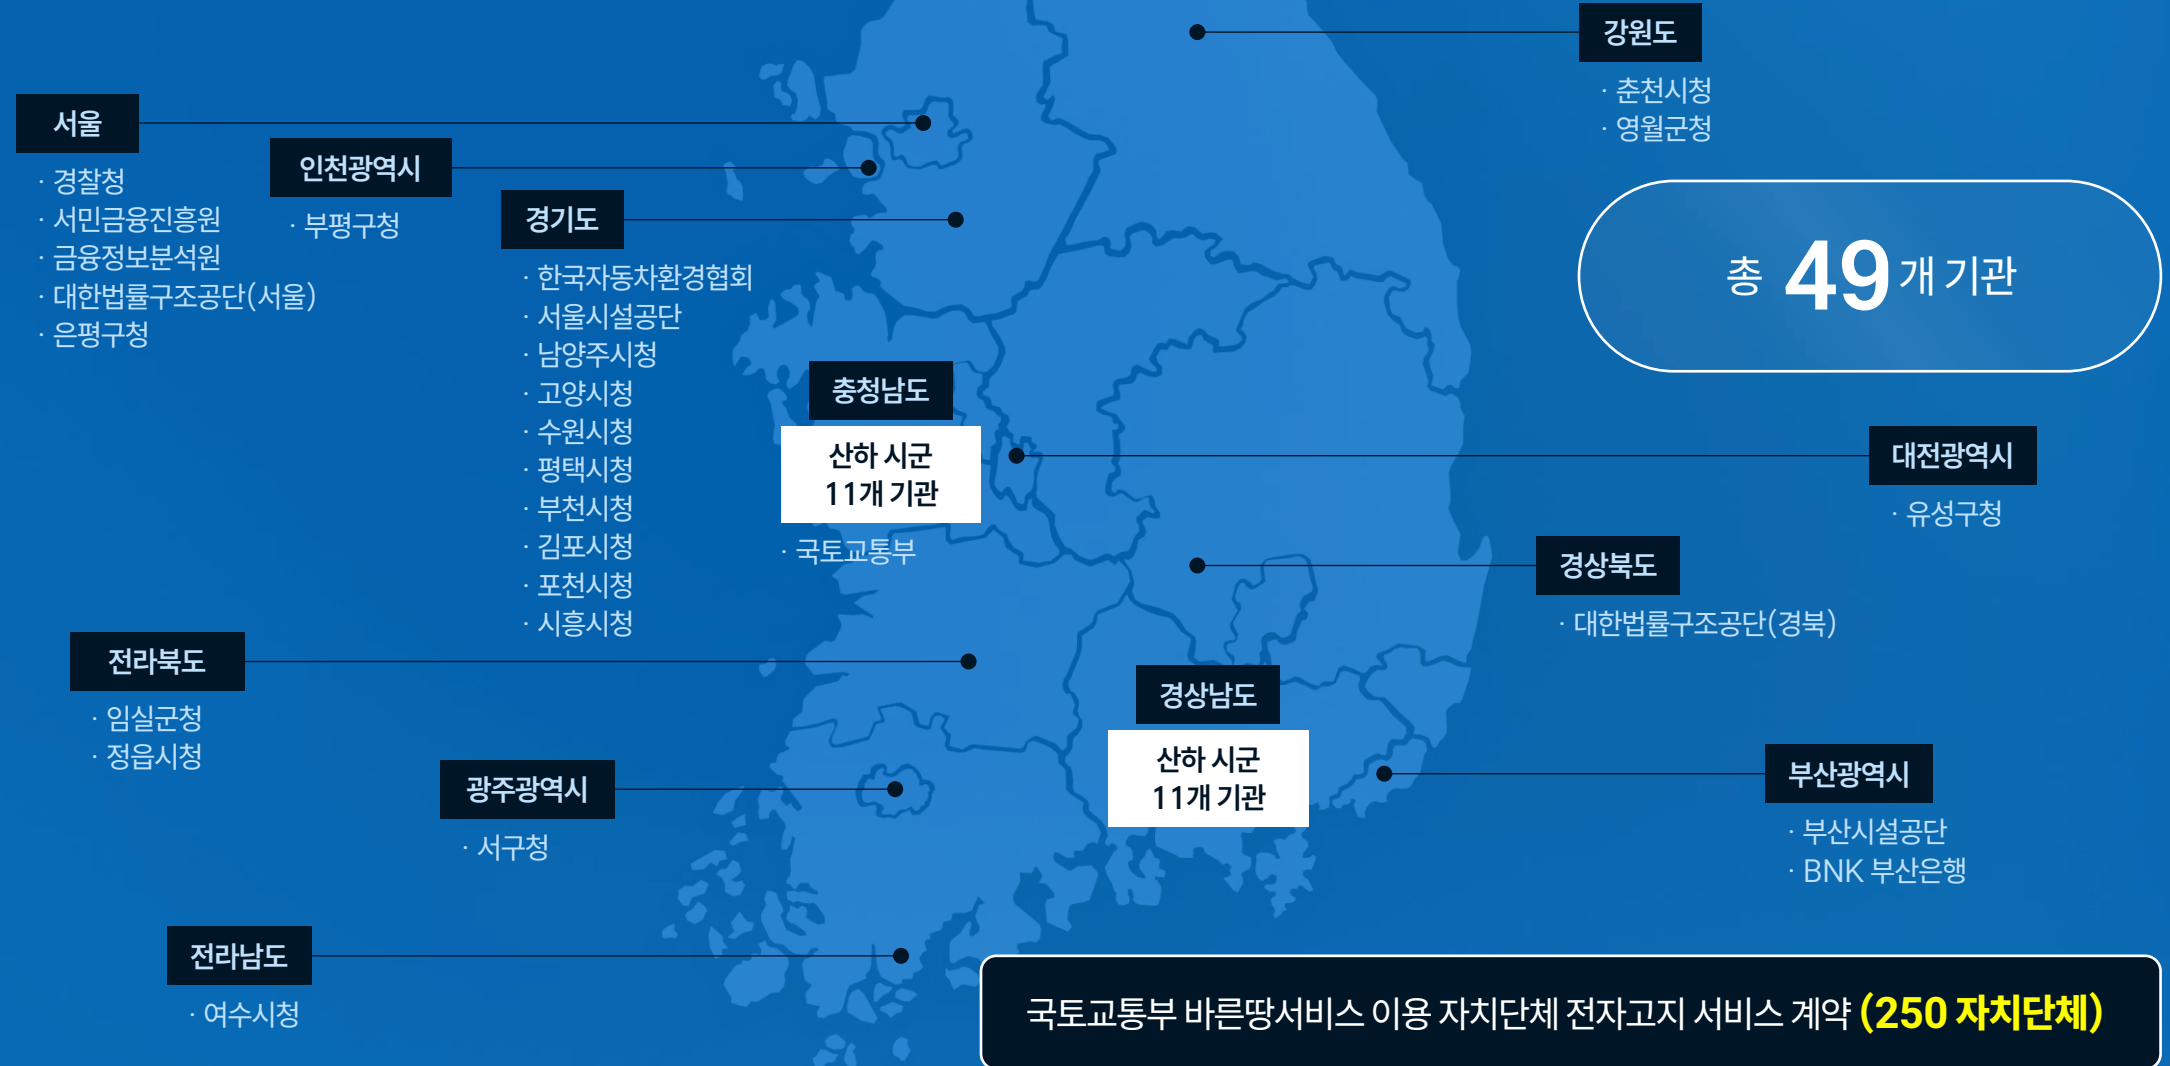 강원도
· 춘천시청
· 영월군청
서울
· 경찰청
· 서민금융진흥원
· 금융정보분석원
· 대한법률구조공단(서울)
· 은평구청
인천광역시
· 부평구청
경기도
· 한국자동차환경협회
· 서울시설공단
· 남양주시청
· 고양시청
· 수원시청
· 평택시청
· 부천시청
· 김포시청
· 포천시청
· 시흥시청
총 49개 기관
충청남도
산하 시군
11개 기관
· 국토교통부
대전광역시
· 유성구청
경상북도
· 대한법률구조공단(경북)
전라북도
· 임실군청
· 정읍시청
경상남도
산하 시군
11개 기관
광주광역시
· 서구청
부산광역시
· 부산시설공단
· BNK 부산은행
전라남도
· 여수시청
국토교통부 바른땅서비스 이용 자치단체 전자고지 서비스 계약 (250 자치단체)